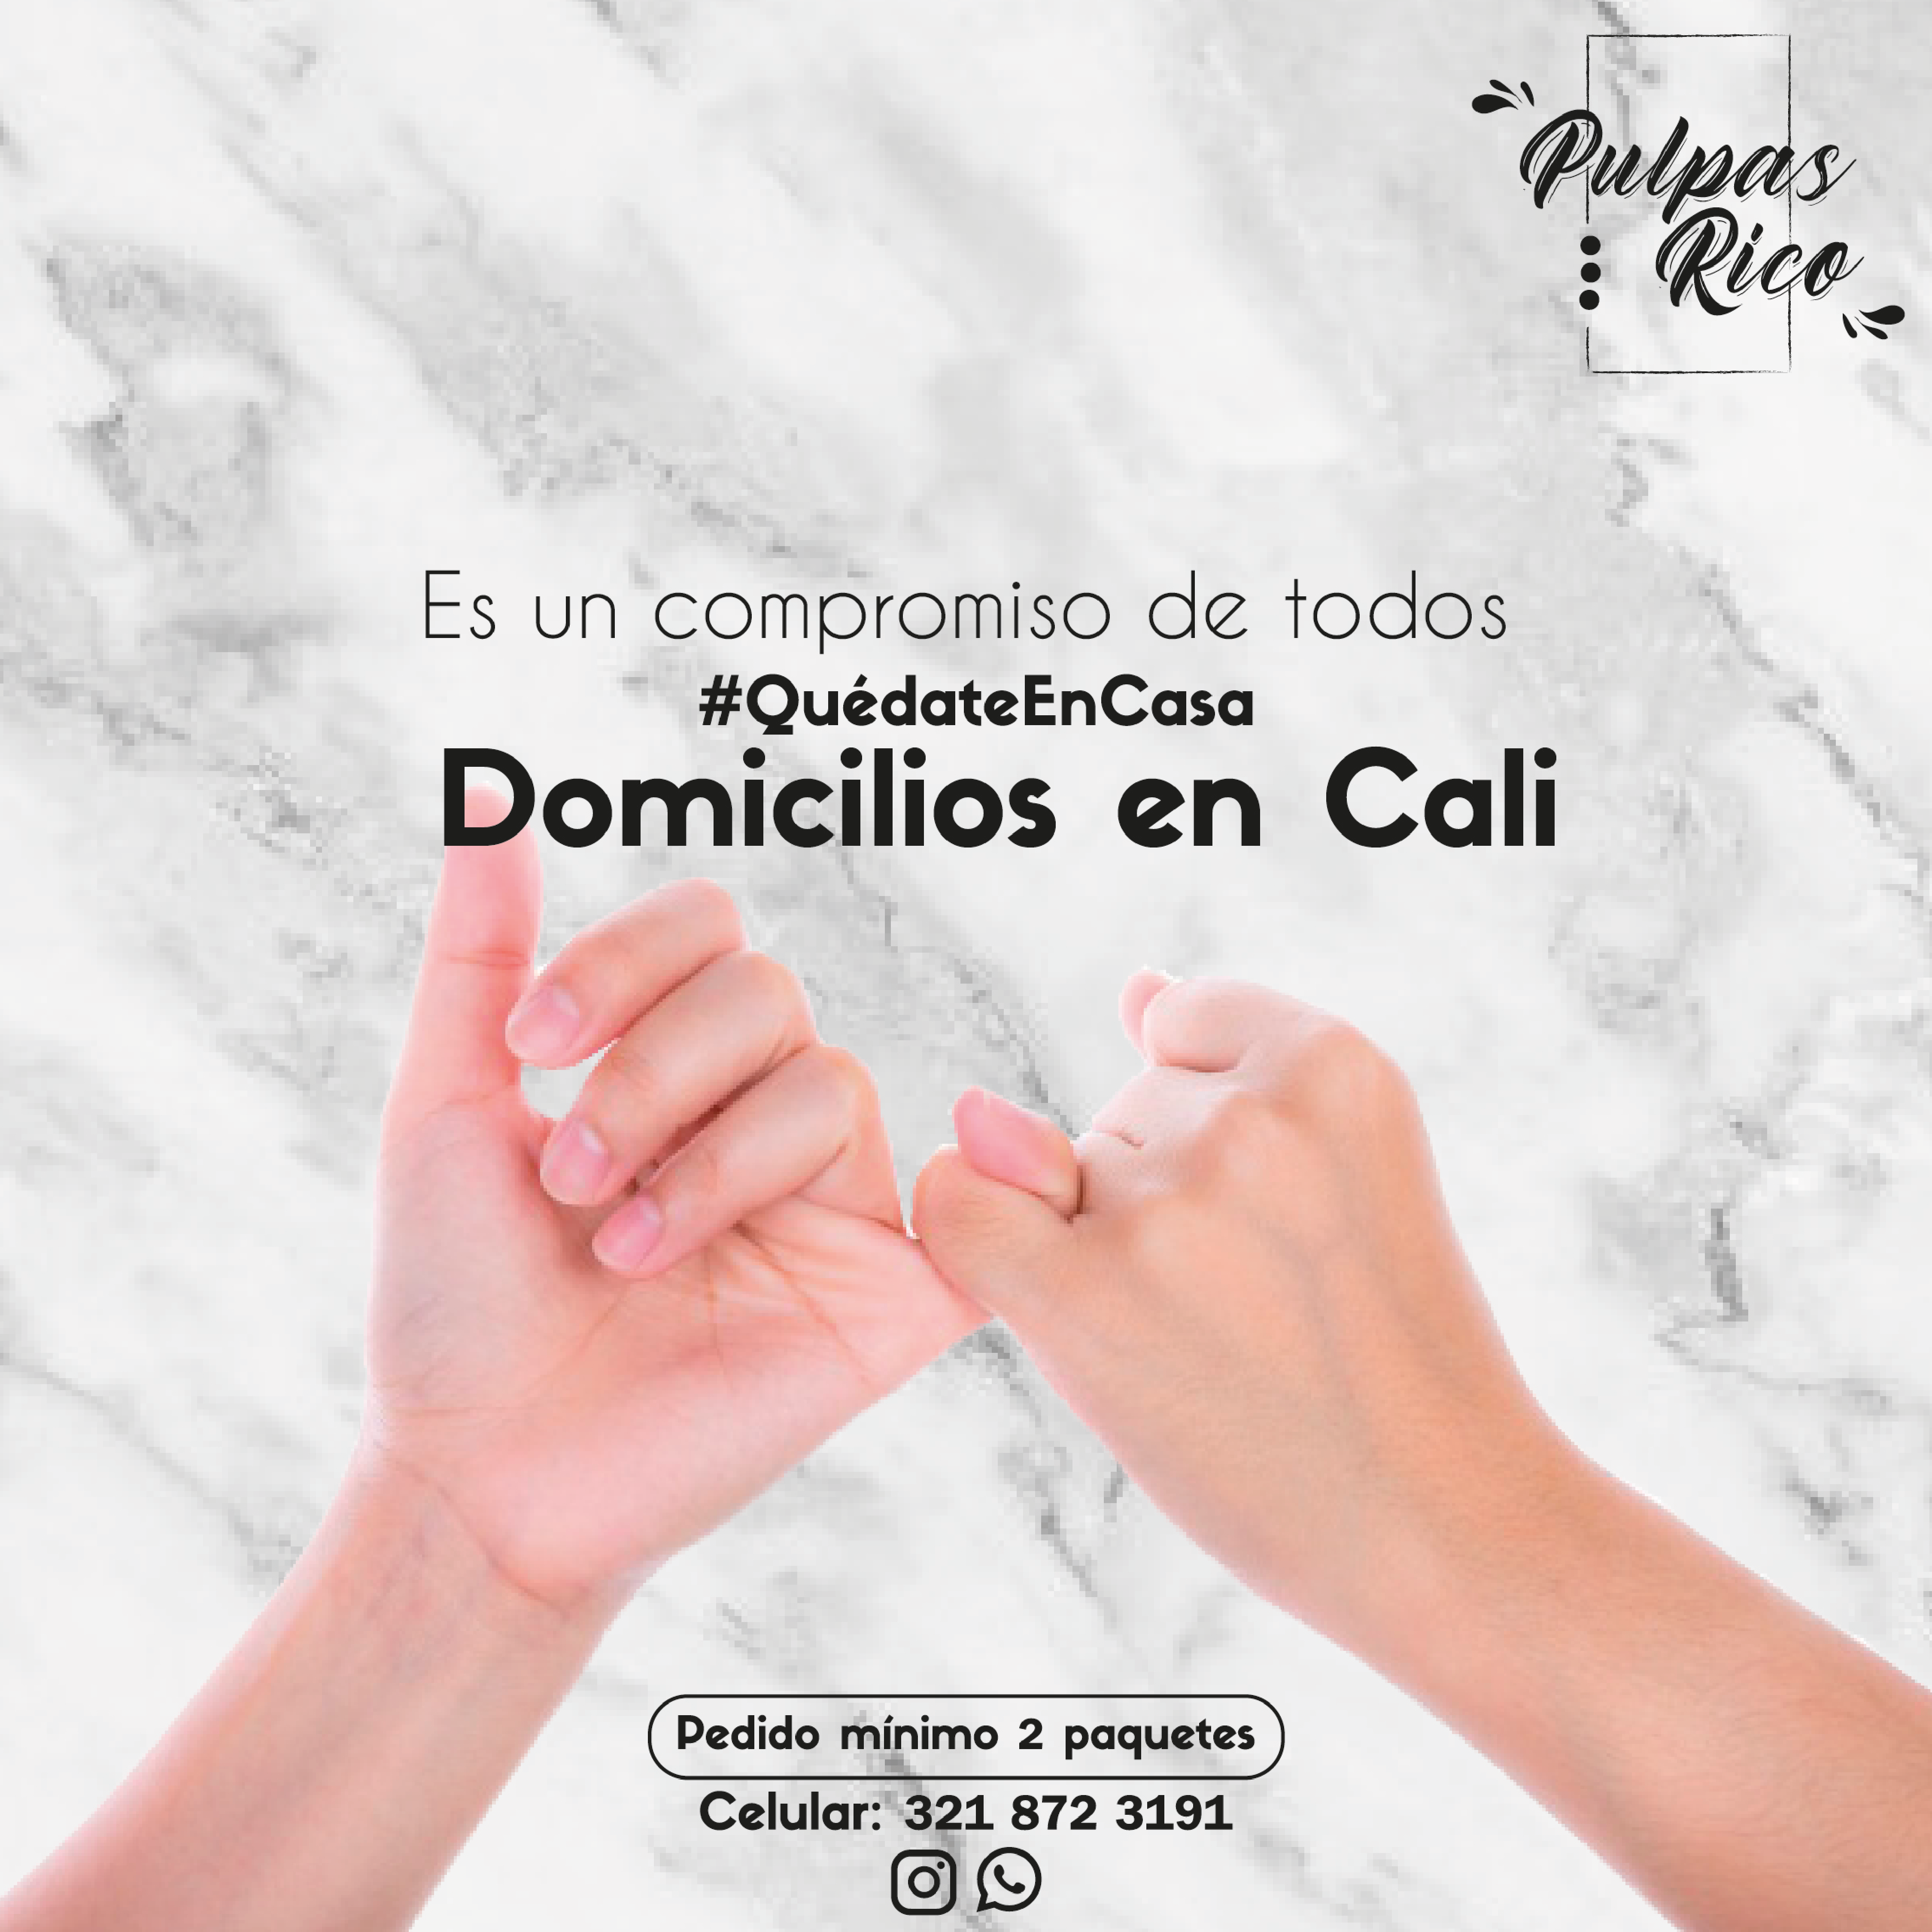 Pulpas
Rico
Es un compromiso de todos
#QuédateEnCasa
Domicilios en Cali
Pedido mínimo 2 paquetes
Celular: 321 872 3191